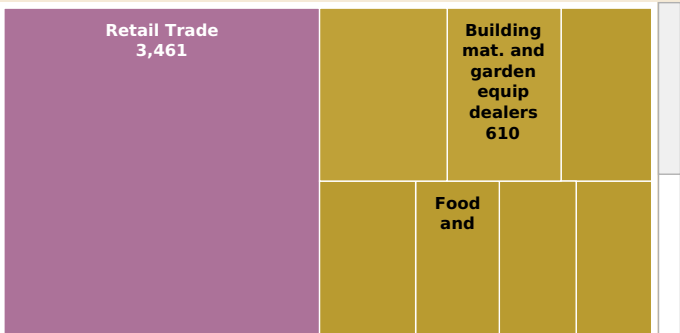 Retail Trade
3,461
Building
mat. and
garden
equip
dealers
610
Food
and